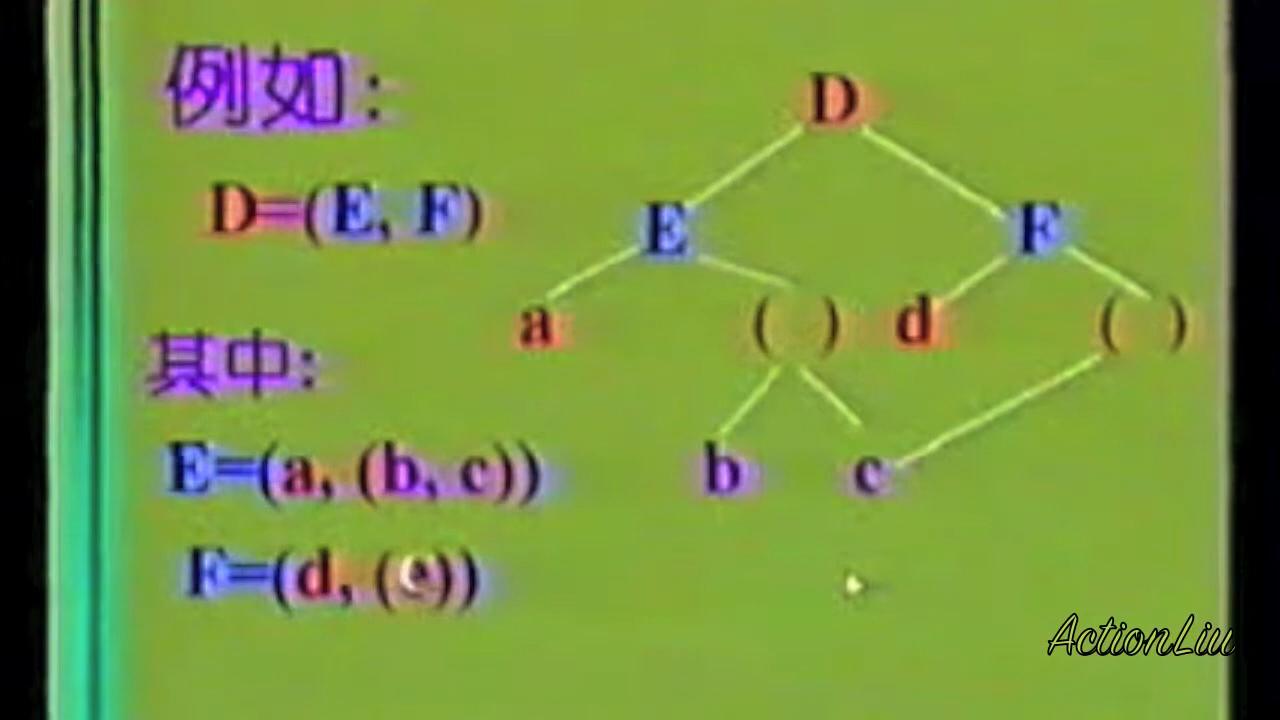 例如:
D=(E, F)
其中:
E=(a, (b, c))
F=(d, ( ))
D
E F
a ( ) d ( )
b c
ActionLiu